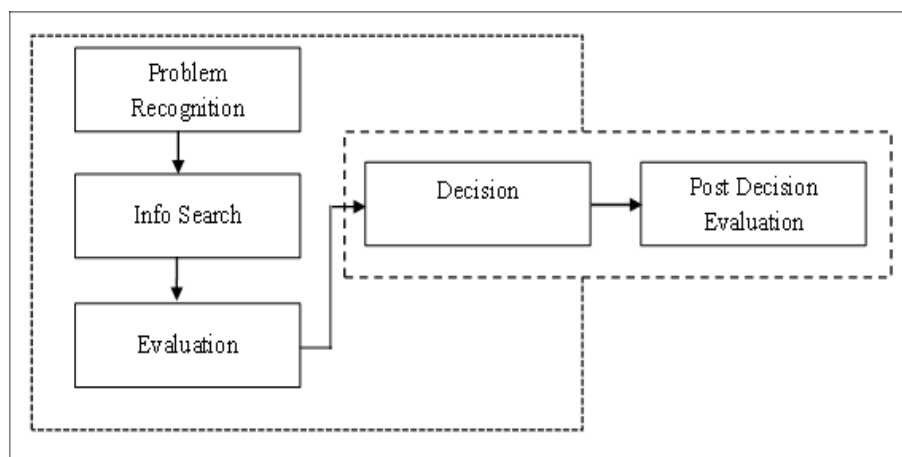 Problem
Recognition
Info Search
Evaluation
Decision
Post Decision
Evaluation